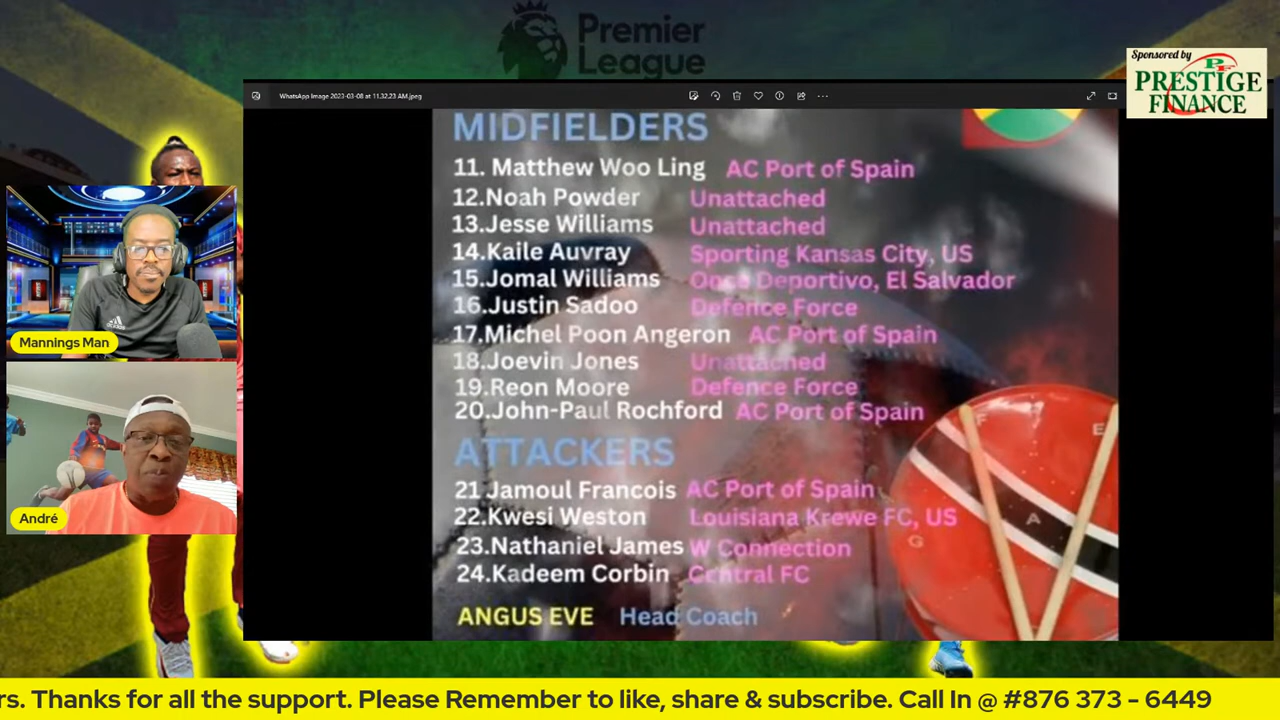 Premier
League
Sponsored by
PF
PRESTIGE
FINANCE
WhatsApp Image 2023-03-08 at 11.32.23 AM.jpeg
MIDFIELDERS
11. Matthew Woo Ling AC Port of Spain
12.Noah Powder Unattached
13.Jesse Williams Unattached
14.Kaile Auvray Sporting Kansas City, US
15.Jomal Williams Once Deportivo, El Salvador
16.Justin Sadoo Defence Force
17.Michel Poon Angeron AC Port of Spain
18.Joevin Jones Unattached
19.Reon Moore Defence Force
20.John-Paul Rochford AC Port of Spain
ATTACKERS
21 Jamoul Francois AC Port of Spain
22.Kwesi Weston Louisiana Krewe FC, US
23.Nathaniel James W Connection
24.Kadeem Corbin Central FC
ANGUS EVE Head Coach
F E
A
G
Mannings Man
adidas
André
rs. Thanks for all the support. Please Remember to like, share & subscribe. Call In @ #876 373 - 6449